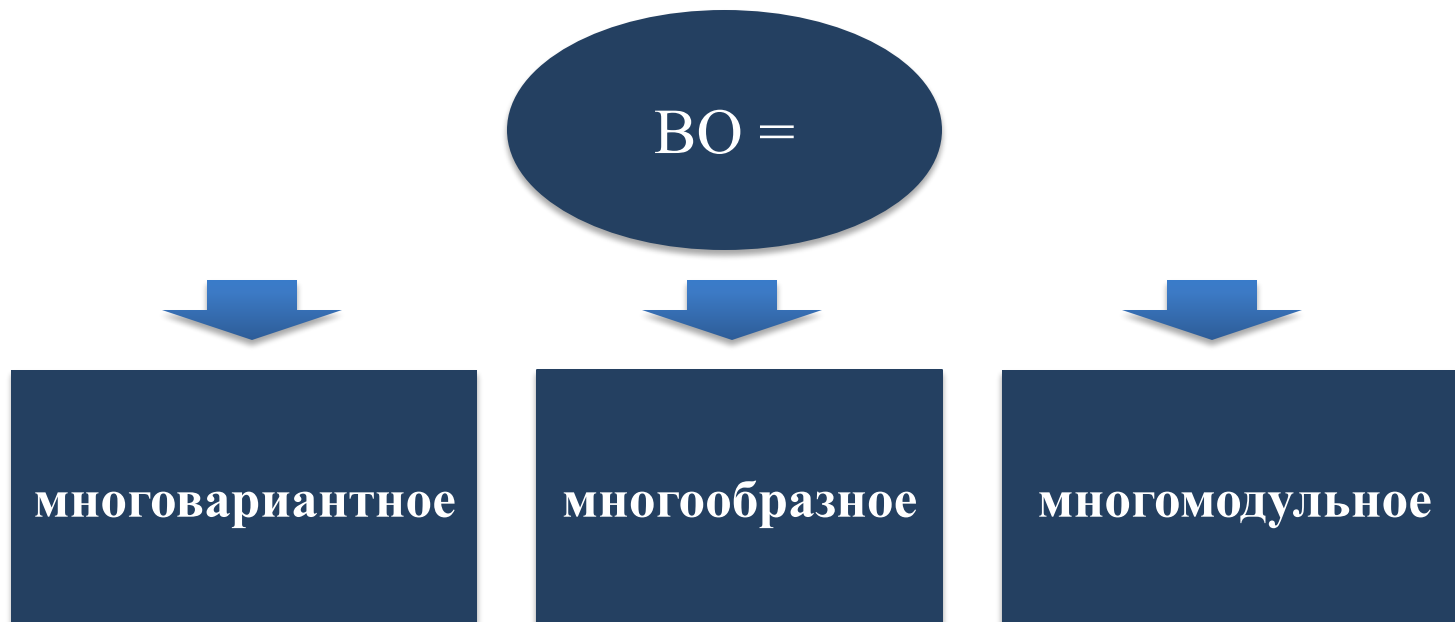 ВО =
многовариантное
многообразное
многомодульное